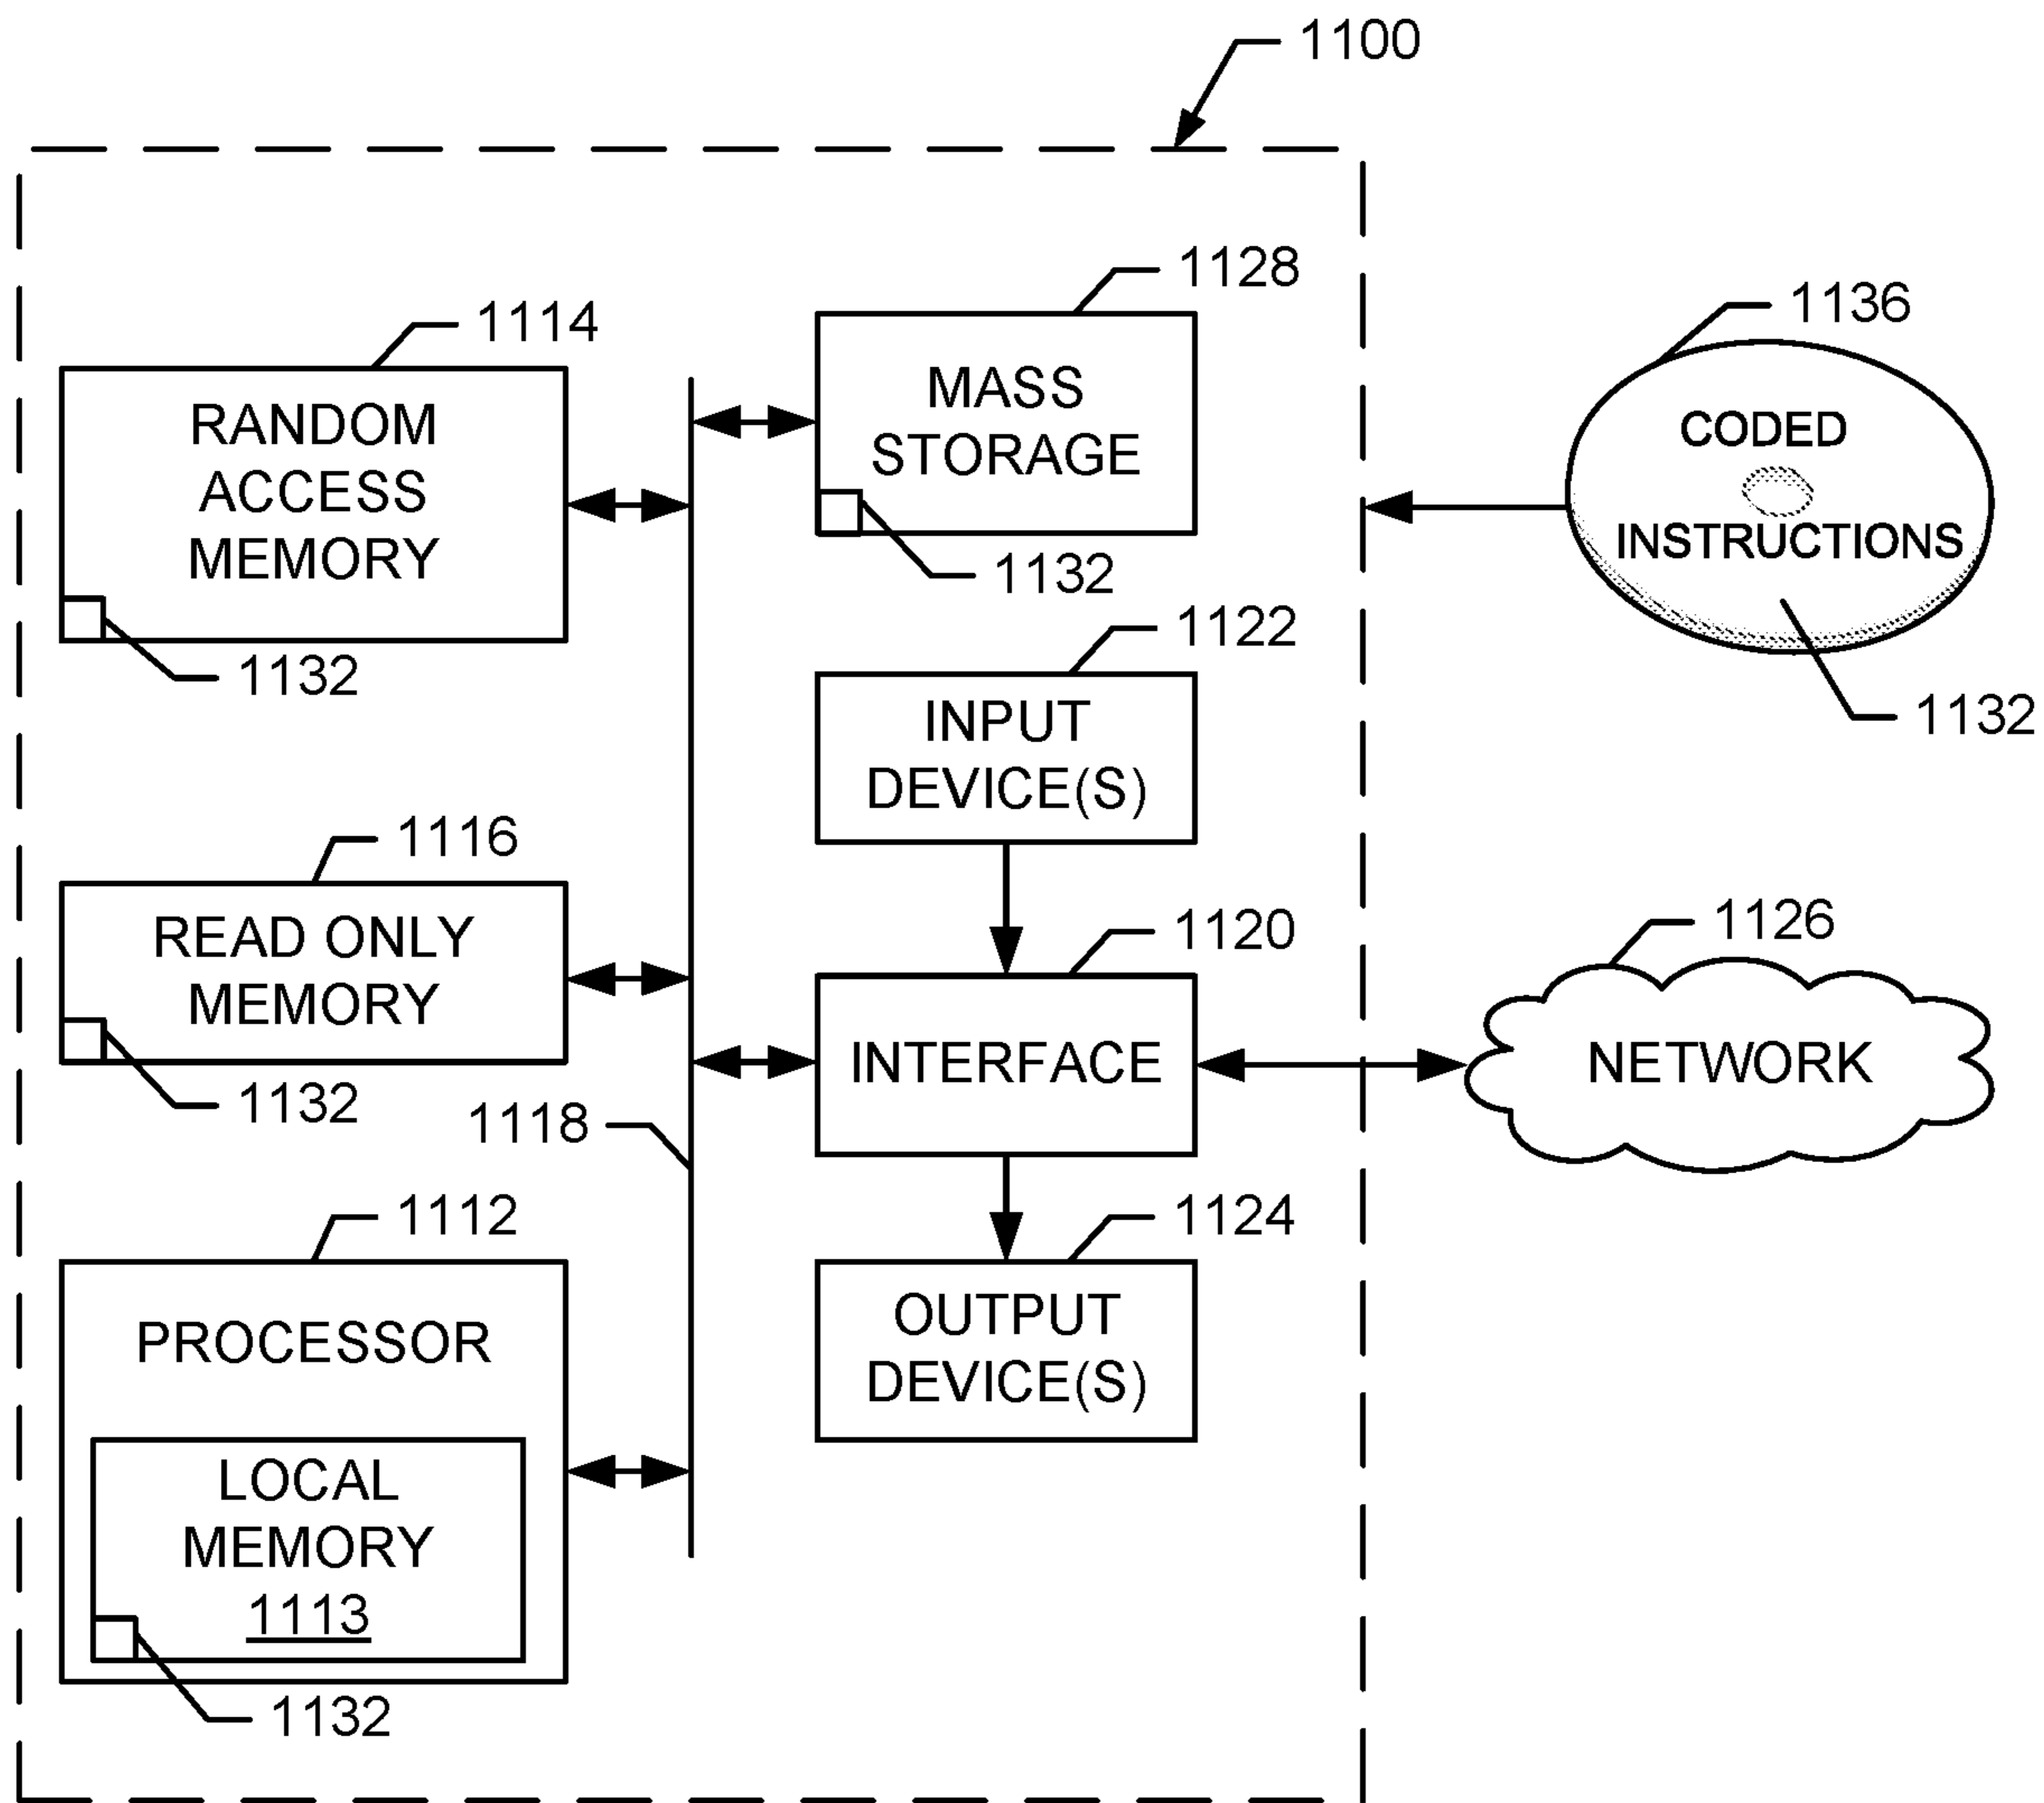 1100
1128
MASS
STORAGE
1132
1114
RANDOM
ACCESS
MEMORY
1132
1136
CODED
INSTRUCTIONS
1132
1122
INPUT
DEVICE(S)
1116
READ ONLY
MEMORY
1132
1120
INTERFACE
1126
NETWORK
1118
1112
PROCESSOR
LOCAL
MEMORY
1113
1132
1124
OUTPUT
DEVICE(S)